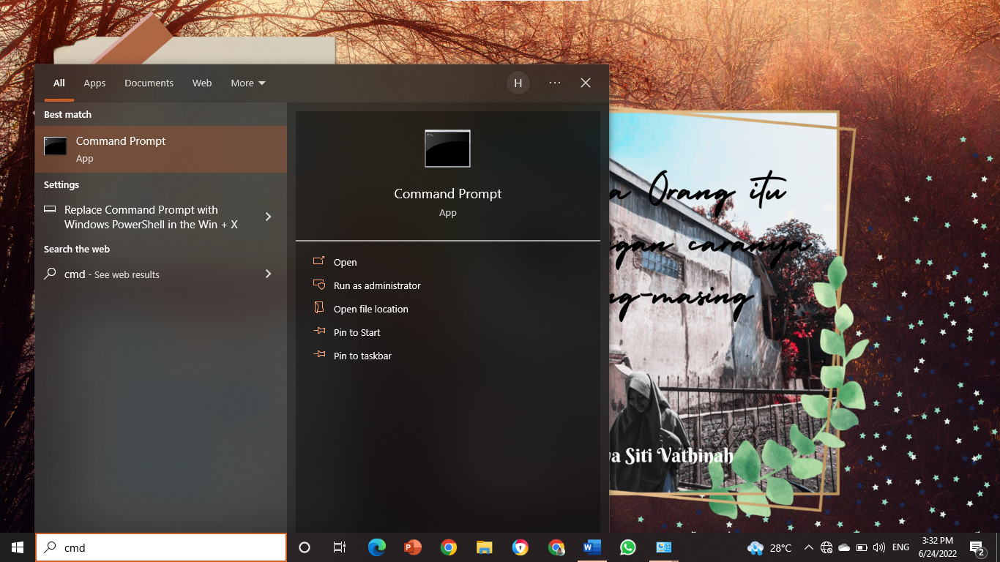 All Apps Documents Web More H
Best match
Command Prompt
App
Settings
Replace Command Prompt with
Windows PowerShell in the Win + X
Search the web
cmd - See web results
Command Prompt
App
Open
Run as administrator
Open file location
Pin to Start
Pin to taskbar
a Orang itu
gan caranya
ng-masing
a Siti Vathinah
cmd
28°C
ENG
3:32 PM
6/24/2022
2